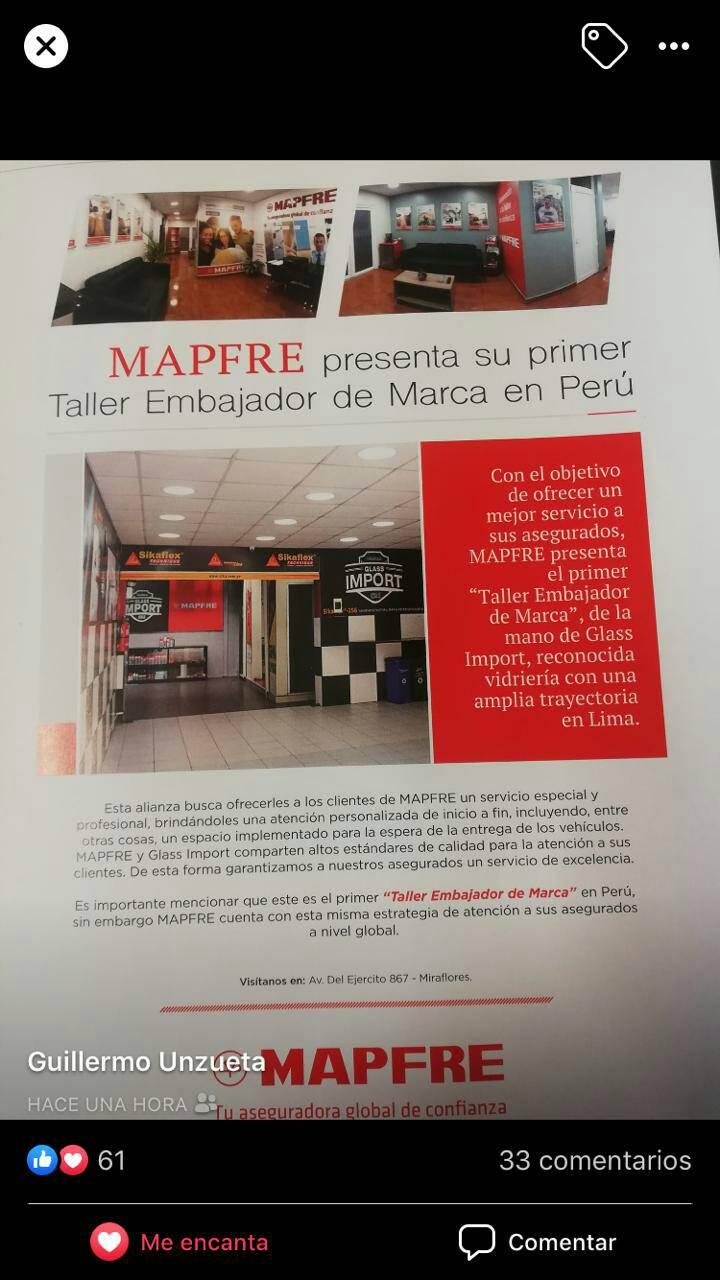 MAPFRE
MAPFRE
MAPFRE
MAPFRE presenta su primer
Taller Embajador de Marca en Perú
Sikaflex
Sikaflex
GLASS
IMPORT
IMPORT
MAPFRE
Con el objetivo
de ofrecer un
mejor servicio a
sus asegurados,
MAPFRE presenta
el primer
“Taller Embajador
de Marca”, de la
mano de Glass
Import, reconocida
vidriería con una
amplia trayectoria
en Lima.
Esta alianza busca ofrecerles a los clientes de MAPFRE un servicio especial y
profesional, brindándoles una atención personalizada de inicio a fin, incluyendo, entre
otras cosas, un espacio implementado para la espera de la entrega de los vehículos.
MAPFRE y Glass Import comparten altos estándares de calidad para la atención a sus
clientes. De esta forma garantizamos a nuestros asegurados un servicio de excelencia.
Es importante mencionar que este es el primer “Taller Embajador de Marca” en Perú,
sin embargo MAPFRE cuenta con esta misma estrategia de atención a sus asegurados
a nivel global.
Visítanos en: Av. Del Ejercito 867 - Miraflores.
Guillermo Unzueta
MAPFRE
HACE UNA HORA
Tu aseguradora global de confianza
61
33 comentarios
Me encanta
Comentar